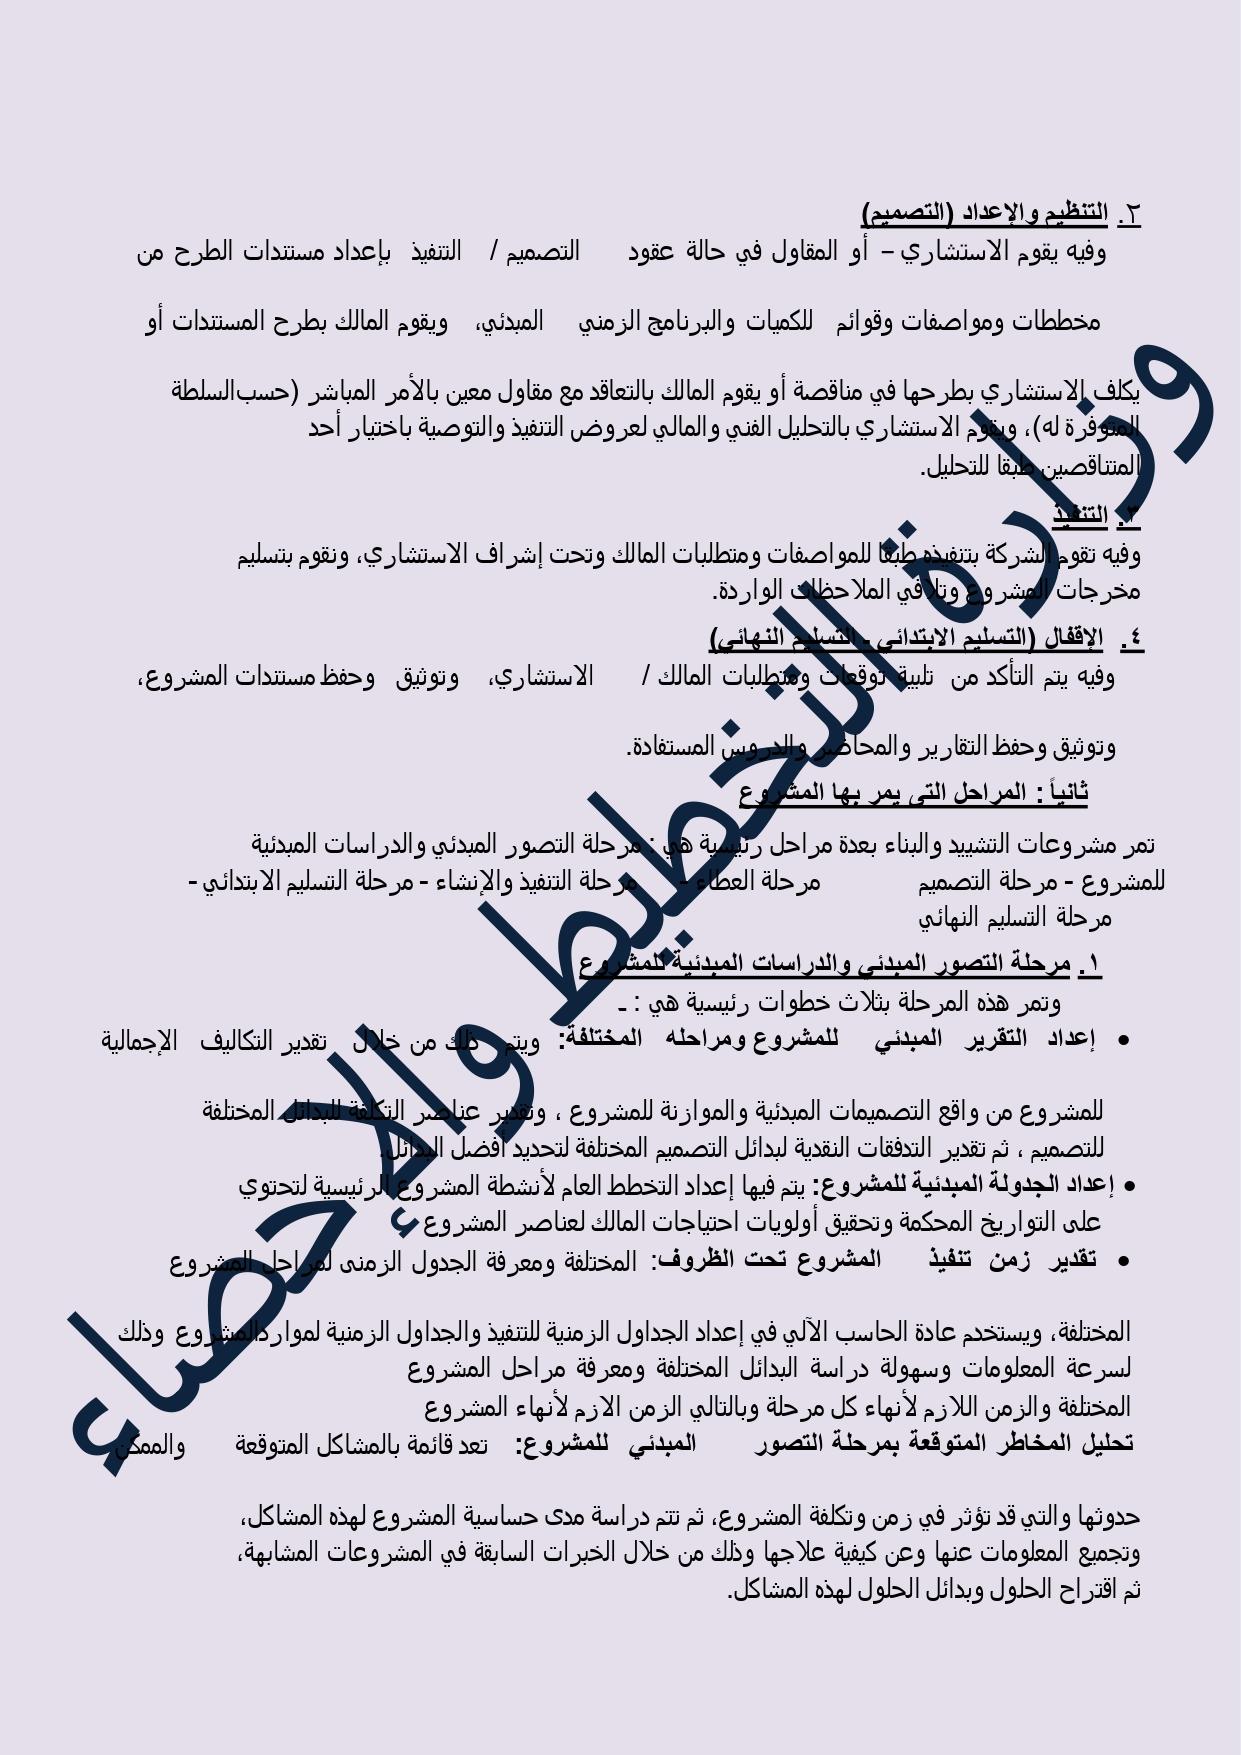 ٢. التنظيم والإعداد (التصميم)
وفيه يقوم الاستشاري – أو المقاول في حالة عقود التصميم / التنفيذ بإعداد مستندات الطرح من
مخططات ومواصفات وقوائم للكميات والبرنامج الزمني المبدئي، ويقوم المالك بطرح المستندات أو
يكلف الاستشاري بطرحها في مناقصة أو يقوم المالك بالتعاقد مع مقاول معين بالأمر المباشر (حسب السلطة
المتوفرة له)، ويقوم الاستشاري بالتحليل الفني والمالي لعروض التنفيذ والتوصية باختيار أحد
المتناقصين طبقا للتحليل.
٣. التنفيذ
وفيه تقوم الشركة بتنفيذه طبقا للمواصفات ومتطلبات المالك وتحت إشراف الاستشاري، ونقوم بتسليم
مخرجات المشروع وتلافي الملاحظات الواردة.
٤. الإقفال (التسليم الابتدائي - التسليم النهائي)
وفيه يتم التأكد من تلبية توقعات ومتطلبات المالك / الاستشاري، وتوثيق وحفظ مستندات المشروع،
وتوثيق وحفظ التقارير والمحاضر والدروس المستفادة.
ثانياً : المراحل التى يمر بها المشروع
تمر مشروعات التشييد والبناء بعدة مراحل رئيسية هي : مرحلة التصور المبدئي والدراسات المبدئية
للمشروع - مرحلة التصميم مرحلة العطاء - مرحلة التنفيذ والإنشاء - مرحلة التسليم الابتدائي -
مرحلة التسليم النهائي
١. مرحلة التصور المبدئي والدراسات المبدئية للمشروع
وتمر هذه المرحلة بثلاث خطوات رئيسية هي : ـ
• إعداد التقرير المبدئي للمشروع ومراحله المختلفة: ويتم ذلك من خلال تقدير التكاليف الإجمالية
للمشروع من واقع التصميمات المبدئية والموازنة للمشروع ، وتقدير عناصر التكلفة للبدائل المختلفة
للتصميم ، ثم تقدير التدفقات النقدية لبدائل التصميم المختلفة لتحديد أفضل البدائل.
• إعداد الجدولة المبدئية للمشروع: يتم فيها إعداد التخطط العام لأنشطة المشروع الرئيسية لتحتوي
على التواريخ المحكمة وتحقيق أولويات احتياجات المالك لعناصر المشروع
• تقدير زمن تنفيذ المشروع تحت الظروف: المختلفة ومعرفة الجدول الزمنى لمراحل المشروع
المختلفة، ويستخدم عادة الحاسب الآلي في إعداد الجداول الزمنية للتنفيذ والجداول الزمنية لموارد المشروع وذلك
لسرعة المعلومات وسهولة دراسة البدائل المختلفة ومعرفة مراحل المشروع
المختلفة والزمن اللازم لأنهاء كل مرحلة وبالتالي الزمن الازم لأنهاء المشروع
تحليل المخاطر المتوقعة بمرحلة التصور المبدئي للمشروع: تعد قائمة بالمشاكل المتوقعة والممكن
حدوثها والتي قد تؤثر في زمن وتكلفة المشروع، ثم تتم دراسة مدى حساسية المشروع لهذه المشاكل،
وتجميع المعلومات عنها وعن كيفية علاجها وذلك من خلال الخبرات السابقة في المشروعات المشابهة،
ثم اقتراح الحلول وبدائل الحلول لهذه المشاكل.
وزارة التخطيط والإحصاء